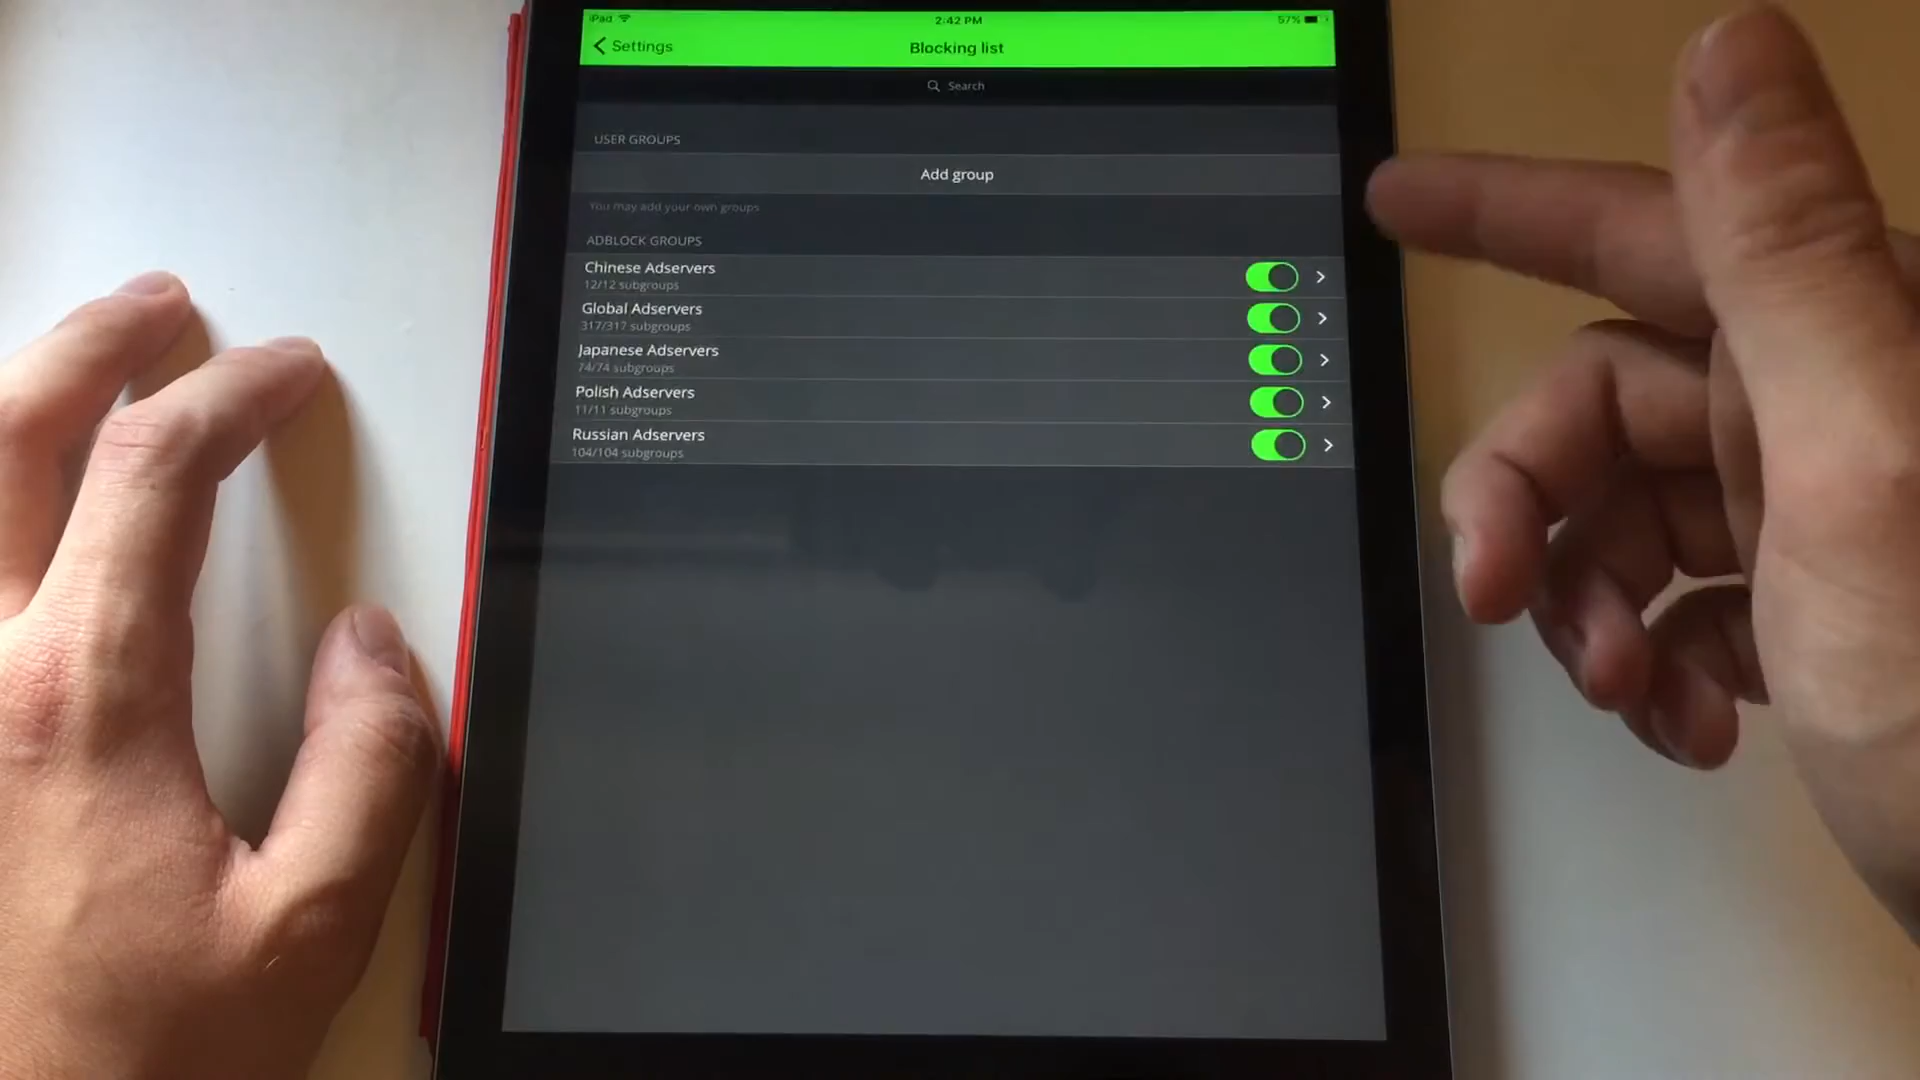 iPad 2:42 PM 57%
Settings Blocking list
Search
USER GROUPS
Add group
You may add your own groups
ADBLOCK GROUPS
Chinese Adservers
12/12 subgroups
Global Adservers
317/317 subgroups
Japanese Adservers
74/74 subgroups
Polish Adservers
11/11 subgroups
Russian Adservers
104/104 subgroups